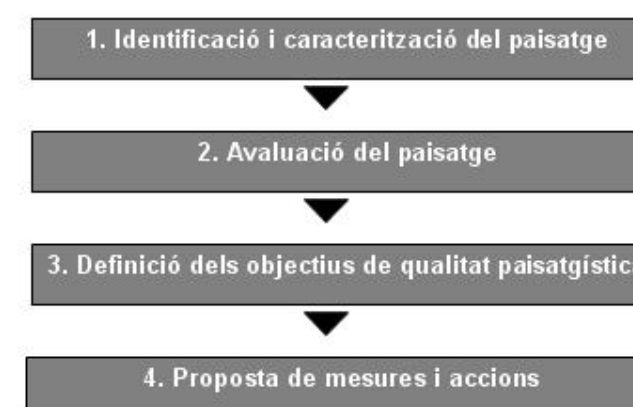 1. Identificació i caracterització del paisatge
2. Avaluació del paisatge
3. Definició dels objectius de qualitat paisatgístic
4. Proposta de mesures i accions